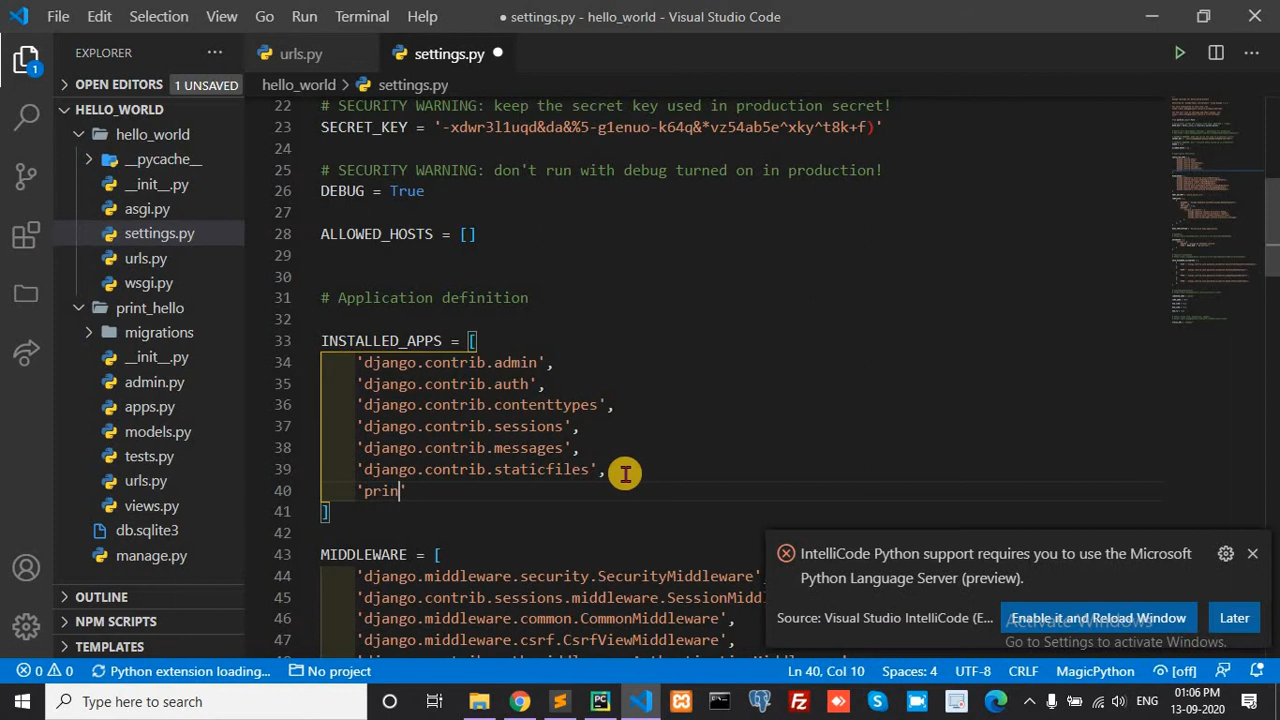 File Edit Selection View Go Run Terminal Help
● settings.py - hello_world - Visual Studio Code
EXPLORER ···
urls.py
settings.py ●
OPEN EDITORS 1 UNSAVED
hello_world > settings.py
HELLO_WORLD
hello_world
__pycache__
__init__.py
asgi.py
settings.py
urls.py
wsgi.py
print_hello
migrations
__init__.py
admin.py
apps.py
models.py
tests.py
urls.py
views.py
db.sqlite3
manage.py
OUTLINE
NPM SCRIPTS
TEMPLATES
1
22 # SECURITY WARNING: keep the secret key used in production secret!
23 SECRET_KEY =
24
25 # SECURITY WARNING: don't run with debug turned on in production!
26 DEBUG = True
27
28 ALLOWED_HOSTS = []
29
30
31 # Application definition
32
33 INSTALLED_APPS = [
34 'django.contrib.admin',
35 'django.contrib.auth',
36 'django.contrib.contenttypes',
37 'django.contrib.sessions',
38 'django.contrib.messages',
39 'django.contrib.staticfiles',
40 'prin'
41 ]
42
43 MIDDLEWARE = [
44 'django.middleware.security.SecurityMiddleware',
45 'django.contrib.sessions.middleware.SessionMidd
46 'django.middleware.common.CommonMiddleware',
47 'django.middleware.csrf.CsrfViewMiddleware',
IntelliCode Python support requires you to use the Microsoft
Python Language Server (preview).
Source: Visual Studio IntelliCode (E...
Enable it and Reload Window
Later
Activate Windows
Go to Settings to activate Windows.
0 0 Python extension loading... No project
Ln 40, Col 10 Spaces: 4 UTF-8 CRLF MagicPython [off]
Type here to search
01:06 PM
13-09-2020